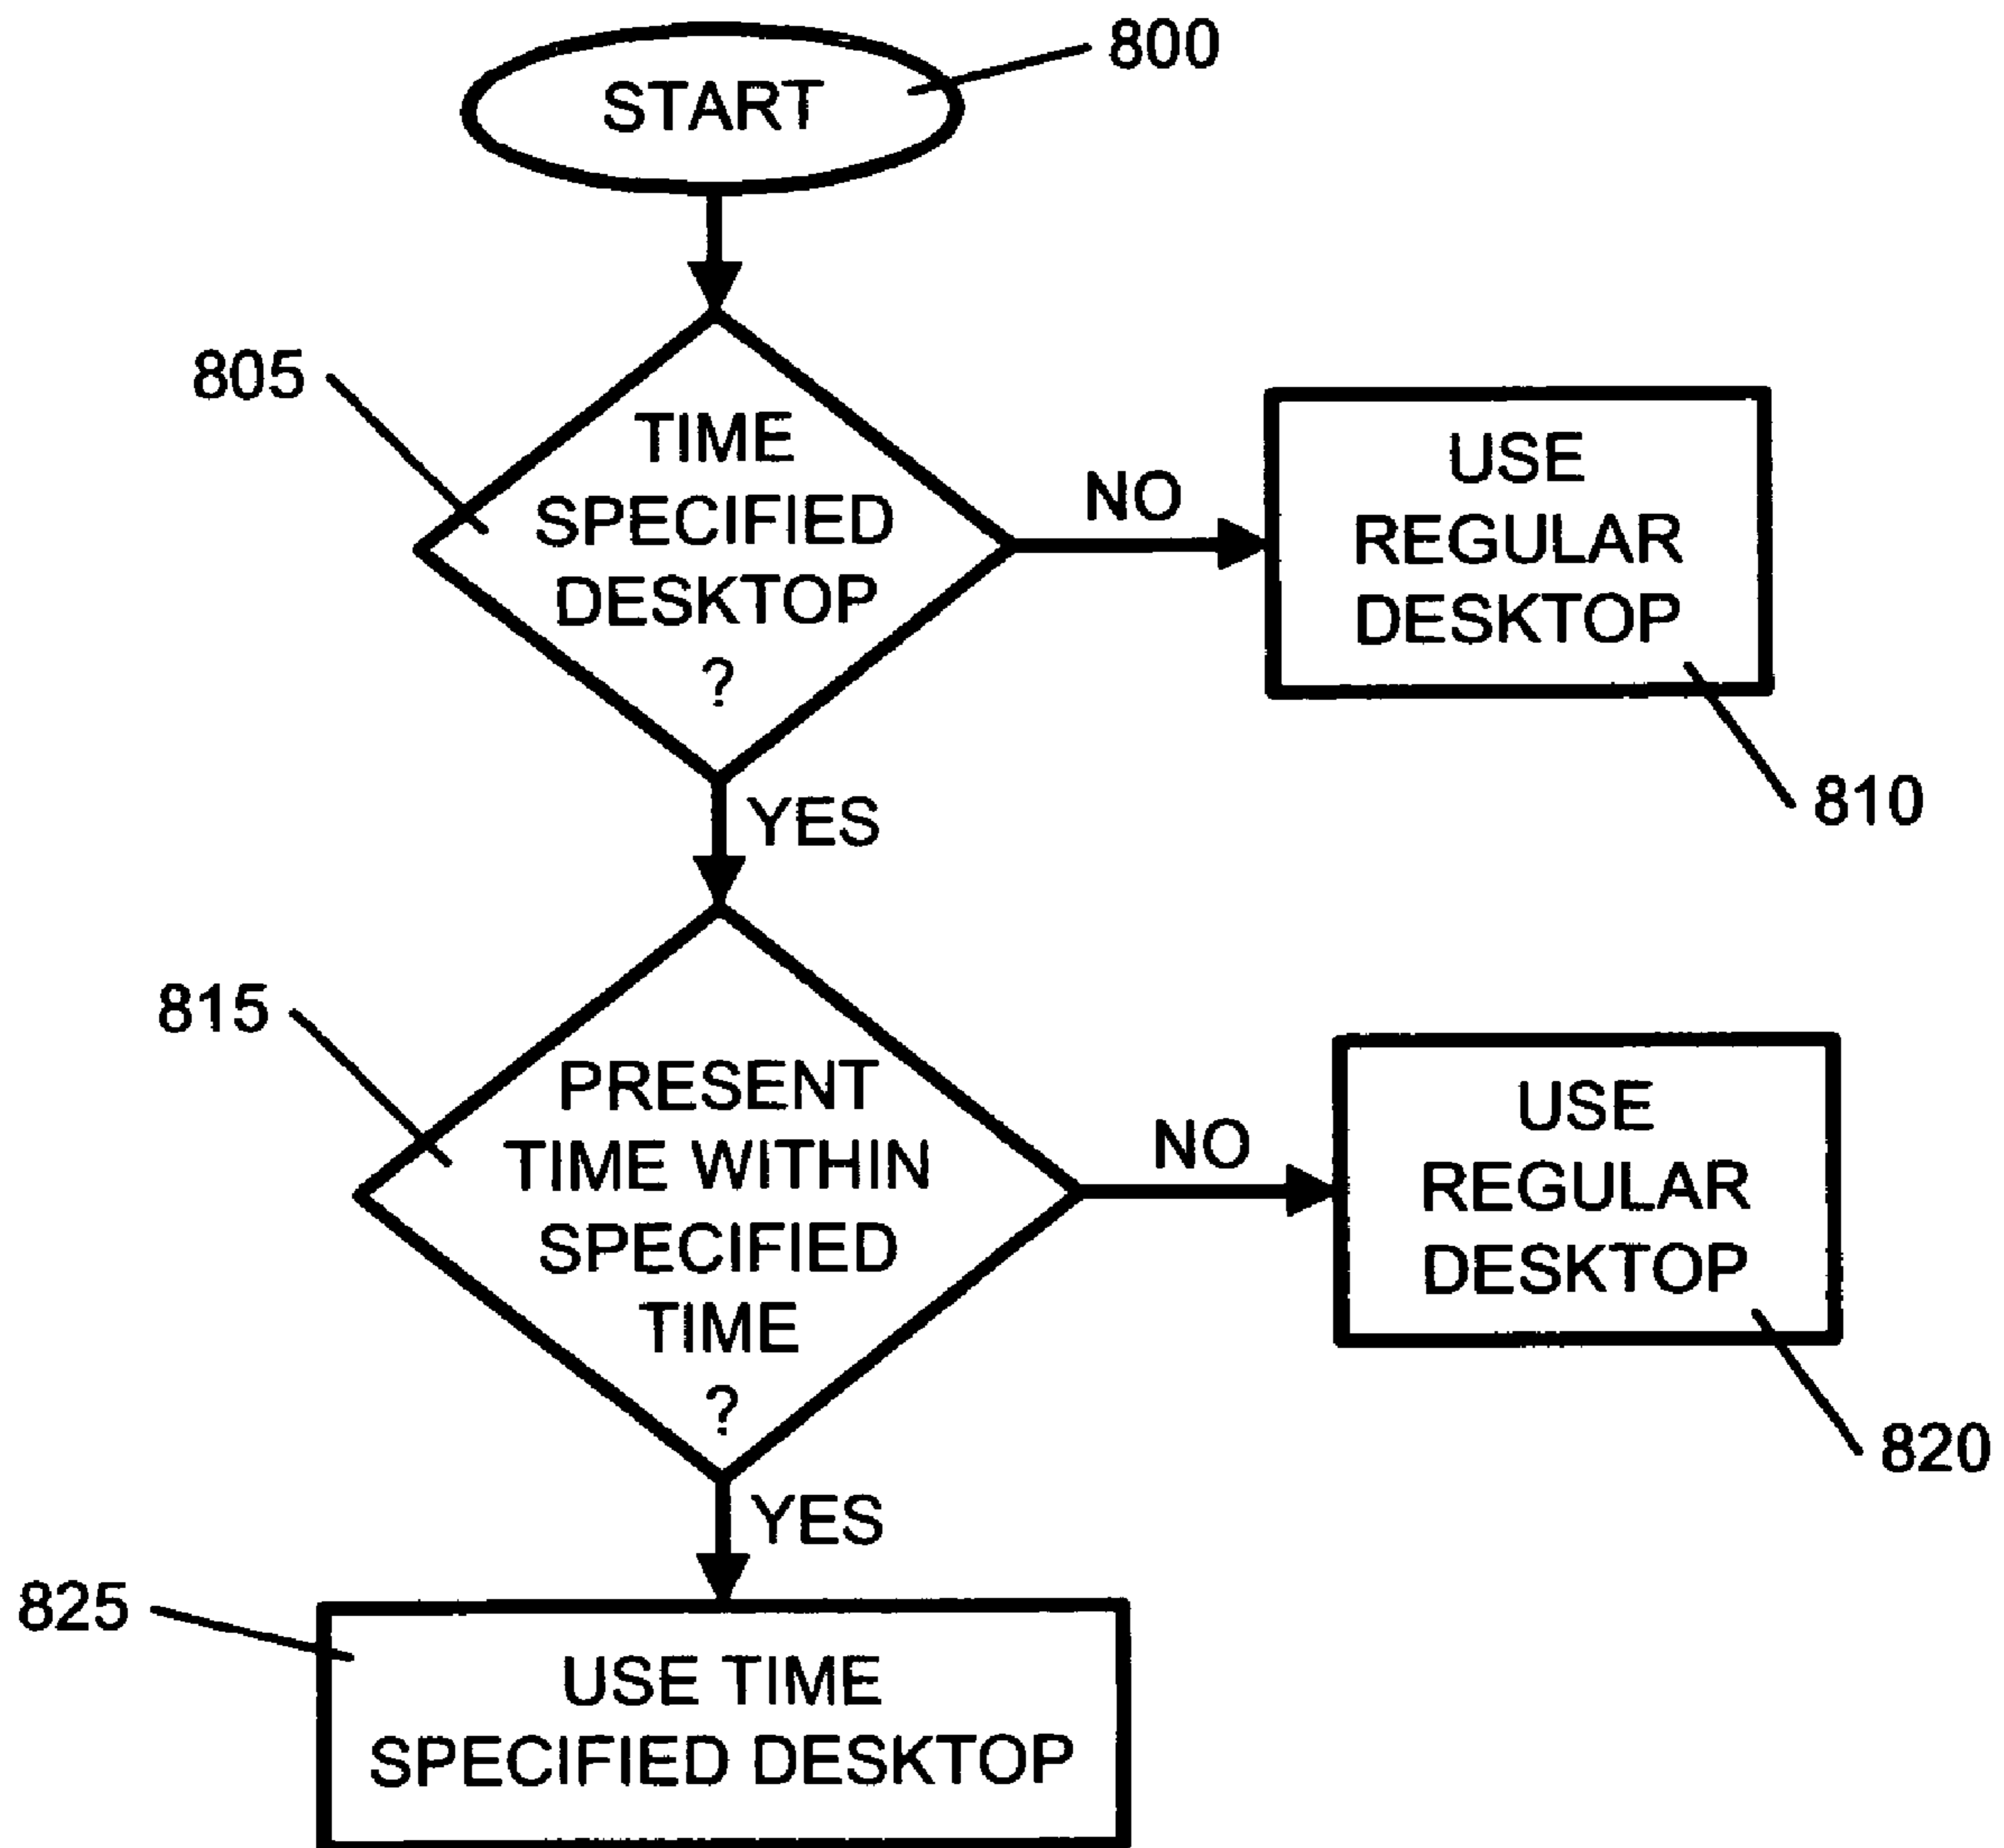 START
800
805
TIME
SPECIFIED
DESKTOP
?
NO
USE
REGULAR
DESKTOP
810
YES
815
PRESENT
TIME WITHIN
SPECIFIED
TIME
?
NO
USE
REGULAR
DESKTOP
820
YES
825
USE TIME
SPECIFIED DESKTOP